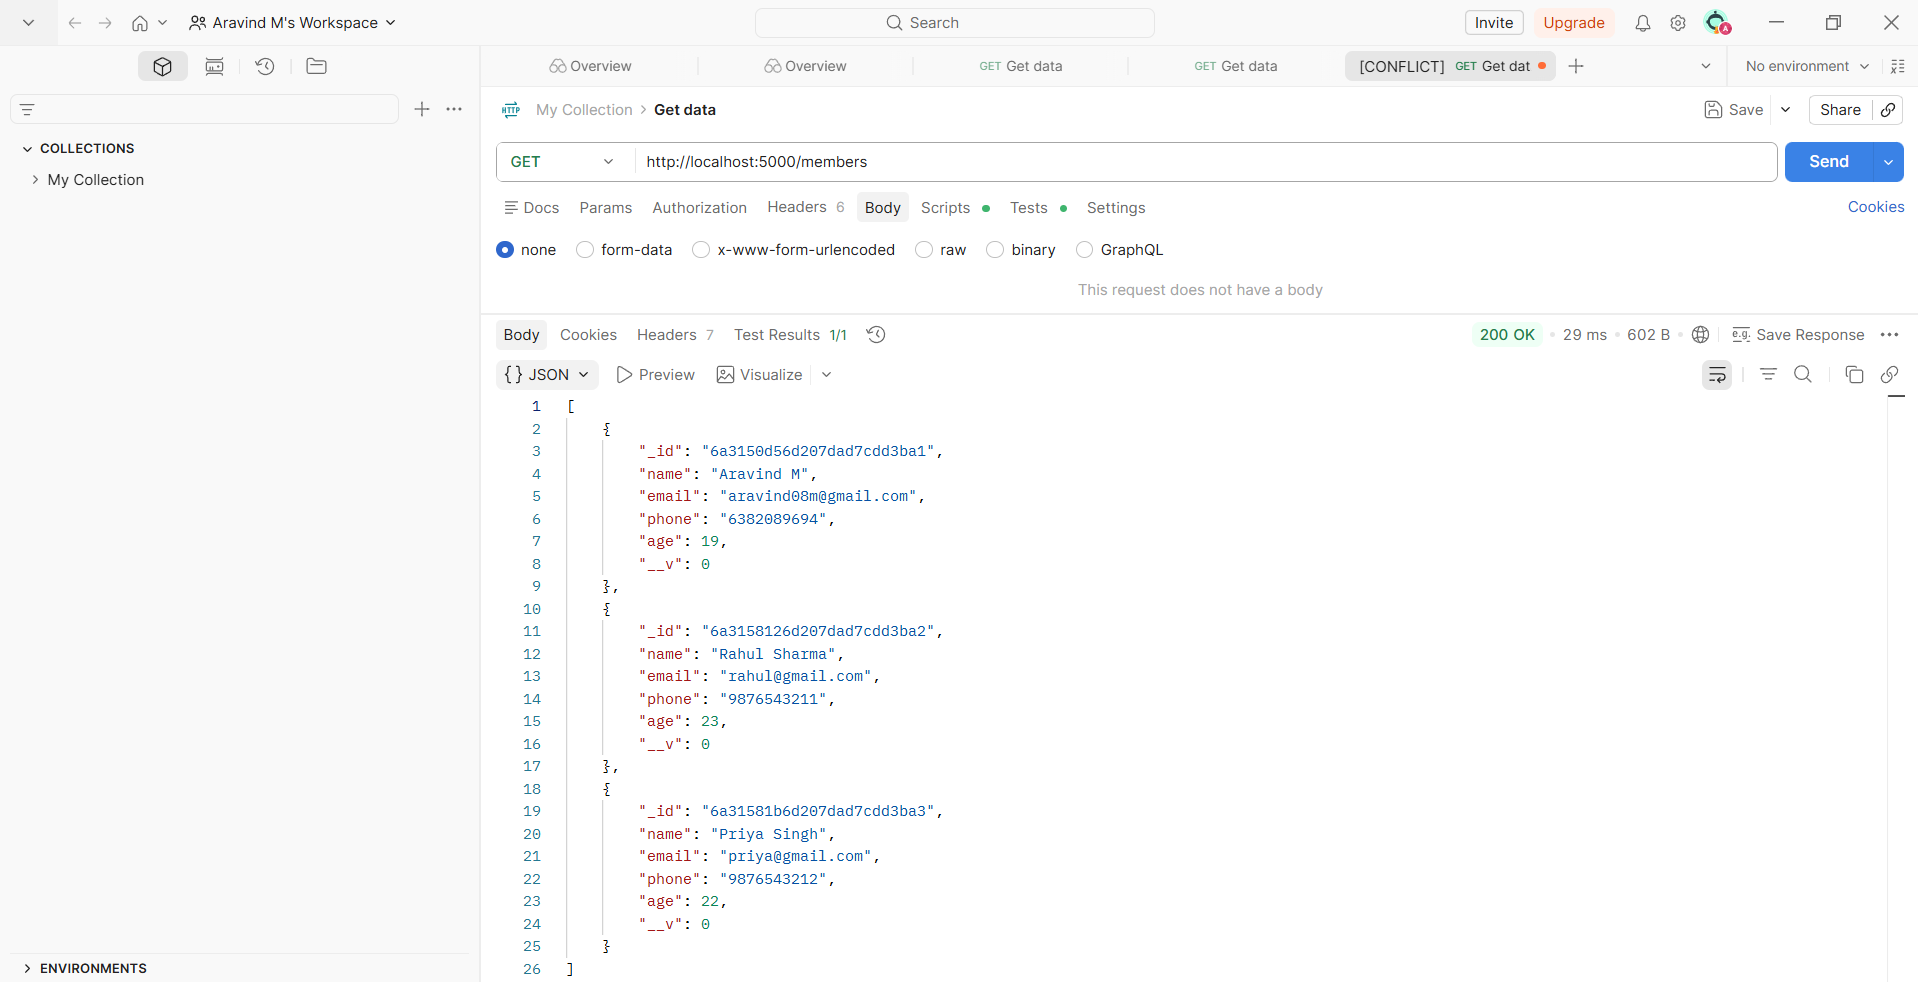 Aravind M's Workspace
Search
Invite
Upgrade
A
Overview
Overview
GET Get data
GET Get data
[CONFLICT] GET Get dat
No environment
COLLECTIONS
My Collection
HTTP My Collection > Get data
Save
Share
GET
http://localhost:5000/members
Send
Docs Params Authorization Headers 6 Body Scripts Tests Settings
Cookies
none form-data x-www-form-urlencoded raw binary GraphQL
This request does not have a body
Body Cookies Headers 7 Test Results 1/1
200 OK • 29 ms • 602 B • e.g. Save Response
{} JSON Preview Visualize
1 [
2 {
3 "_id": "6a3150d56d207dad7cdd3ba1",
4 "name": "Aravind M",
5 "email": "aravind08m@gmail.com",
6 "phone": "6382089694",
7 "age": 19,
8 "__v": 0
9 },
10 {
11 "_id": "6a3158126d207dad7cdd3ba2",
12 "name": "Rahul Sharma",
13 "email": "rahul@gmail.com",
14 "phone": "9876543211",
15 "age": 23,
16 "__v": 0
17 },
18 {
19 "_id": "6a31581b6d207dad7cdd3ba3",
20 "name": "Priya Singh",
21 "email": "priya@gmail.com",
22 "phone": "9876543212",
23 "age": 22,
24 "__v": 0
25 }
26 ]
ENVIRONMENTS